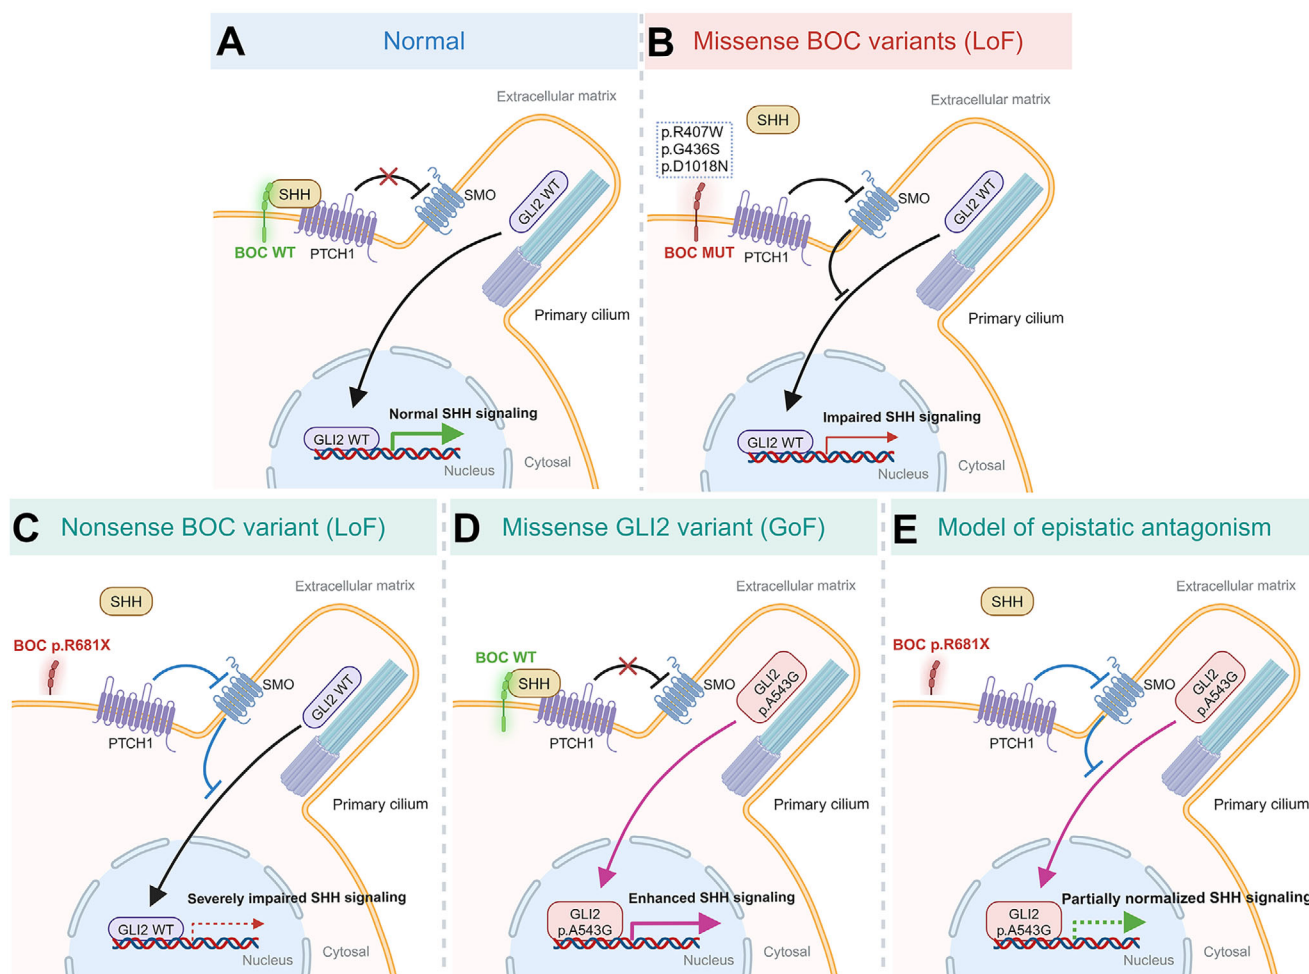 A Normal
Extracellular matrix
SHH
SMO
GLI2 WT
BOC WT
PTCH1
Primary cilium
Normal SHH signaling
GLI2 WT
Nucleus
Cytosal
B Missense BOC variants (LoF)
Extracellular matrix
SHH
p.R407W
p.G436S
p.D1018N
SMO
GLI2 WT
BOC MUT
PTCH1
Primary cilium
Impaired SHH signaling
GLI2 WT
Nucleus
Cytosal
C Nonsense BOC variant (LoF)
Extracellular matrix
SHH
BOC p.R681X
SMO
GLI2 WT
PTCH1
Primary cilium
Severely impaired SHH signaling
GLI2 WT
Nucleus
Cytosal
D Missense GLI2 variant (GoF)
Extracellular matrix
BOC WT
SHH
SMO
GLI2
p.A543G
PTCH1
Primary cilium
Enhanced SHH signaling
GLI2
p.A543G
Nucleus
Cytosal
E Model of epistatic antagonism
Extracellular matrix
SHH
BOC p.R681X
SMO
GLI2
p.A543G
PTCH1
Primary cilium
Partially normalized SHH signaling
GLI2
p.A543G
Nucleus
Cytosal